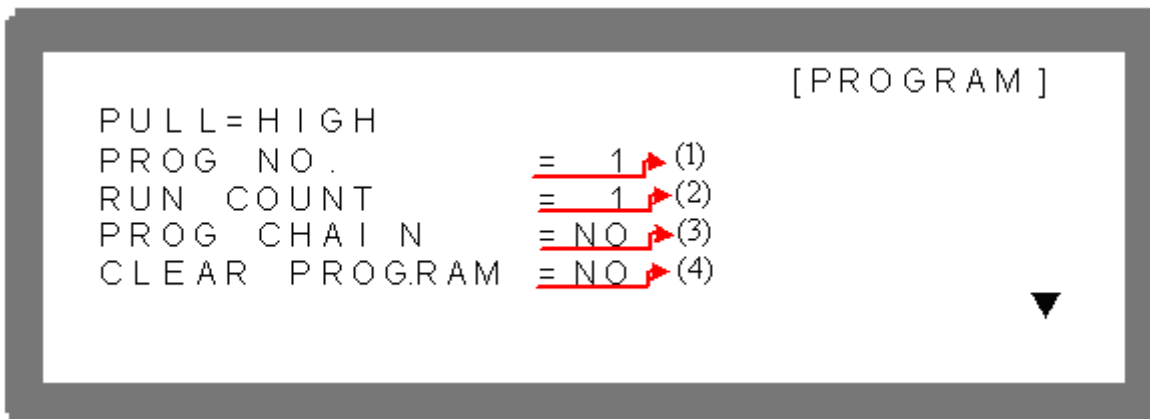 [PROGRAM]
PULL=HIGH
PROG NO. = 1 (1)
RUN COUNT = 1 (2)
PROG CHAIN = NO (3)
CLEAR PROGRAM = NO (4)